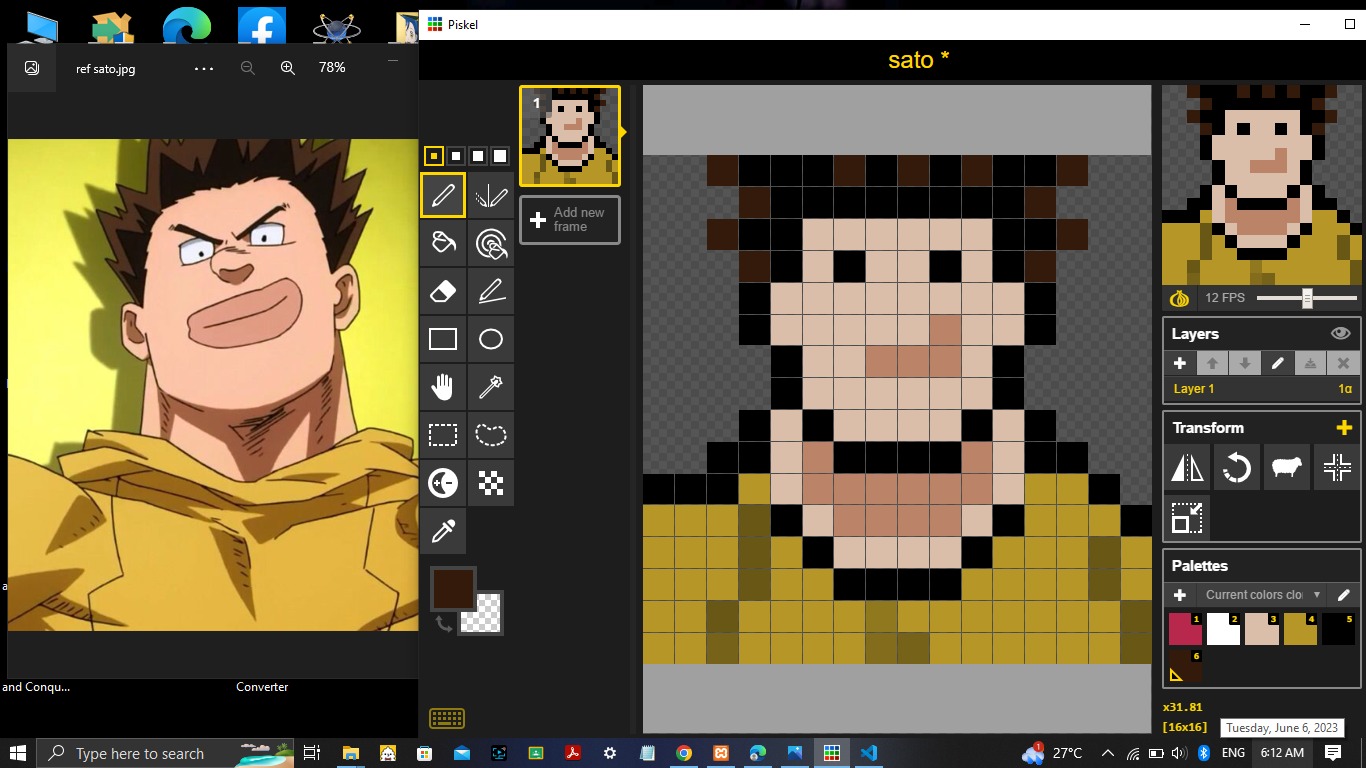 Piskel
ref sato.jpg
78%
sato *
1
Add new
frame
12 FPS
Layers
Layer 1
1α
Transform
Palettes
Current colors clo
1
2
3
4
5
6
x31.81
[16x16]
and Conqu...
Converter
Tuesday, June 6, 2023
Type here to search
1
27°C
ENG
6:12 AM